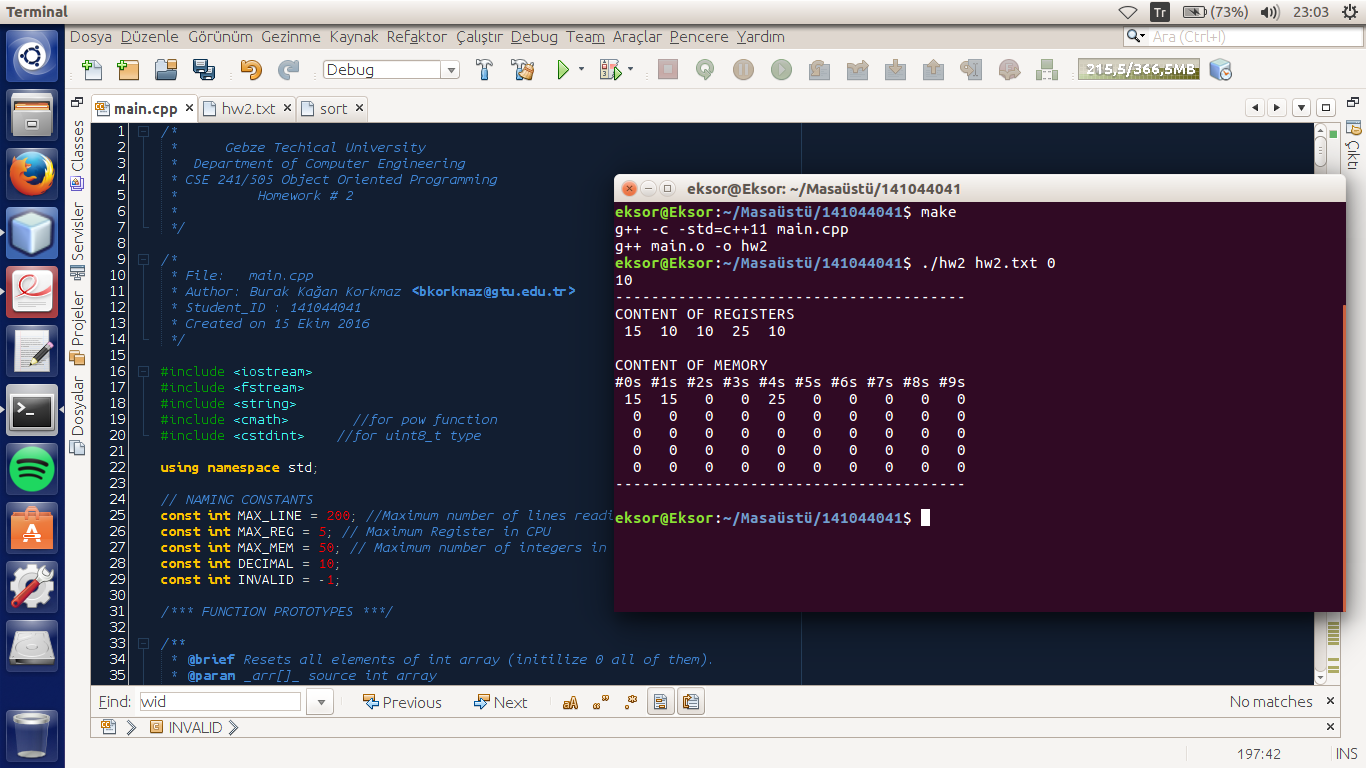 Terminal
Tr (73%) 23:03
Dosya Düzenle Görünüm Gezinme Kaynak Refaktor Çalıştır Debug Team Araçlar Pencere Yardım
Ara (Ctrl+I)
Debug
215,5/366,5MB
main.cpp hw2.txt sort
Classes
Servisler
Projeler
Dosyalar
Çıktı
1 /*
2 * Gebze Techical University
3 * Department of Computer Engineering
4 * CSE 241/505 Object Oriented Programming
5 * Homework # 2
6 *
7 */
8
9 /*
10 * File: main.cpp
11 * Author: Burak Kağan Korkmaz <bkorkmaz@gtu.edu.tr>
12 * Student_ID : 141044041
13 * Created on 15 Ekim 2016
14 */
15
16 #include <iostream>
17 #include <fstream>
18 #include <string>
19 #include <cmath> //for pow function
20 #include <cstdint> //for uint8_t type
21
22 using namespace std;
23
24 // NAMING CONSTANTS
25 const int MAX_LINE = 200; //Maximum number of lines readi
26 const int MAX_REG = 5; // Maximum Register in CPU
27 const int MAX_MEM = 50; // Maximum number of integers in
28 const int DECIMAL = 10;
29 const int INVALID = -1;
30
31 /*** FUNCTION PROTOTYPES ***/
32
33 /**
34 * @brief Resets all elements of int array (initilize 0 all of them).
35 * @param _arr[]_ source int array
eksor@Eksor: ~/Masaüstü/141044041
eksor@Eksor:~/Masaüstü/141044041$ make
g++ -c -std=c++11 main.cpp
g++ main.o -o hw2
eksor@Eksor:~/Masaüstü/141044041$ ./hw2 hw2.txt 0
10
---------------------------------------
CONTENT OF REGISTERS
15 10 10 25 10
CONTENT OF MEMORY
#0s #1s #2s #3s #4s #5s #6s #7s #8s #9s
15 15 0 0 25 0 0 0 0 0
0 0 0 0 0 0 0 0 0 0
0 0 0 0 0 0 0 0 0 0
0 0 0 0 0 0 0 0 0 0
0 0 0 0 0 0 0 0 0 0
---------------------------------------
eksor@Eksor:~/Masaüstü/141044041$
Find: wid Previous Next No matches
INVALID
197:42 INS